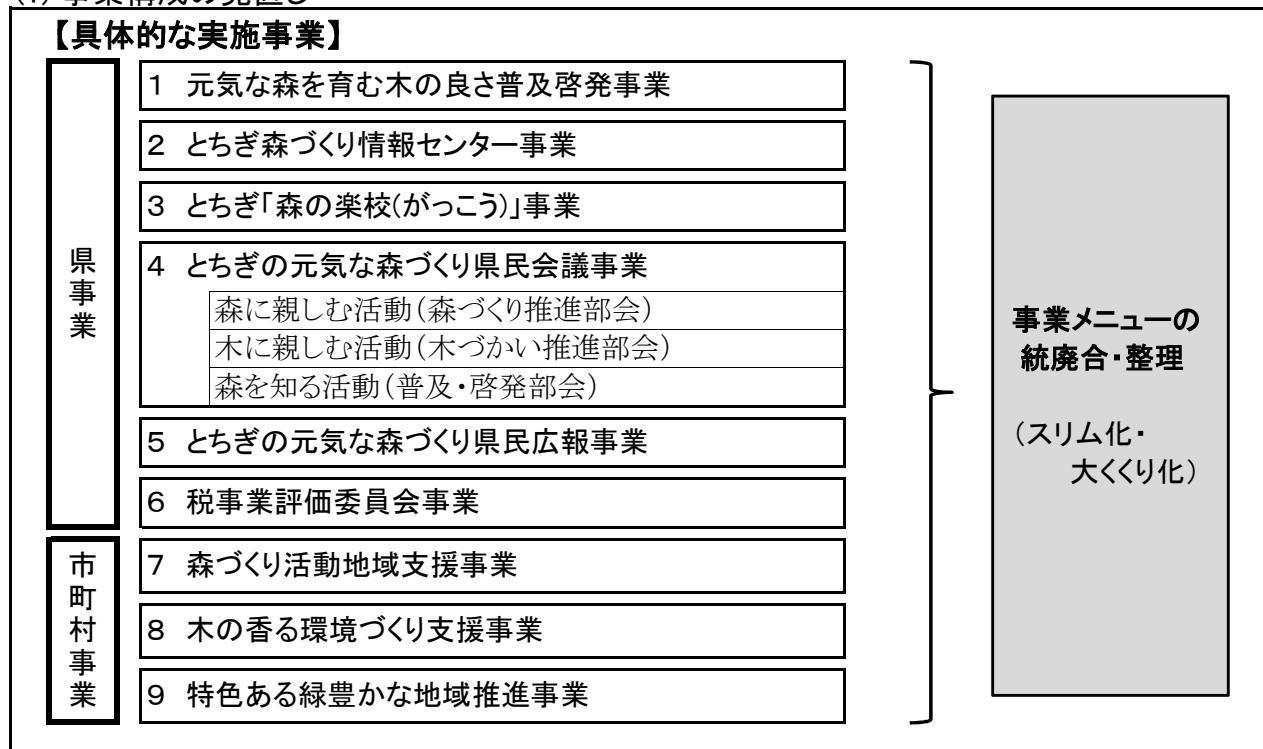 (1) 事業構成の見直し
【具体的な実施事業】
県事業
1 元気な森を育む木の良さ普及啓発事業
2 とちぎ森づくり情報センター事業
3 とちぎ「森の楽校(がっこう)」事業
4 とちぎの元気な森づくり県民会議事業
森に親しむ活動(森づくり推進部会)
木に親しむ活動(木づかい推進部会)
森を知る活動(普及・啓発部会)
5 とちぎの元気な森づくり県民広報事業
6 税事業評価委員会事業
市町村事業
7 森づくり活動地域支援事業
8 木の香る環境づくり支援事業
9 特色ある緑豊かな地域推進事業
事業メニューの
統廃合・整理
(スリム化・
大くくり化)